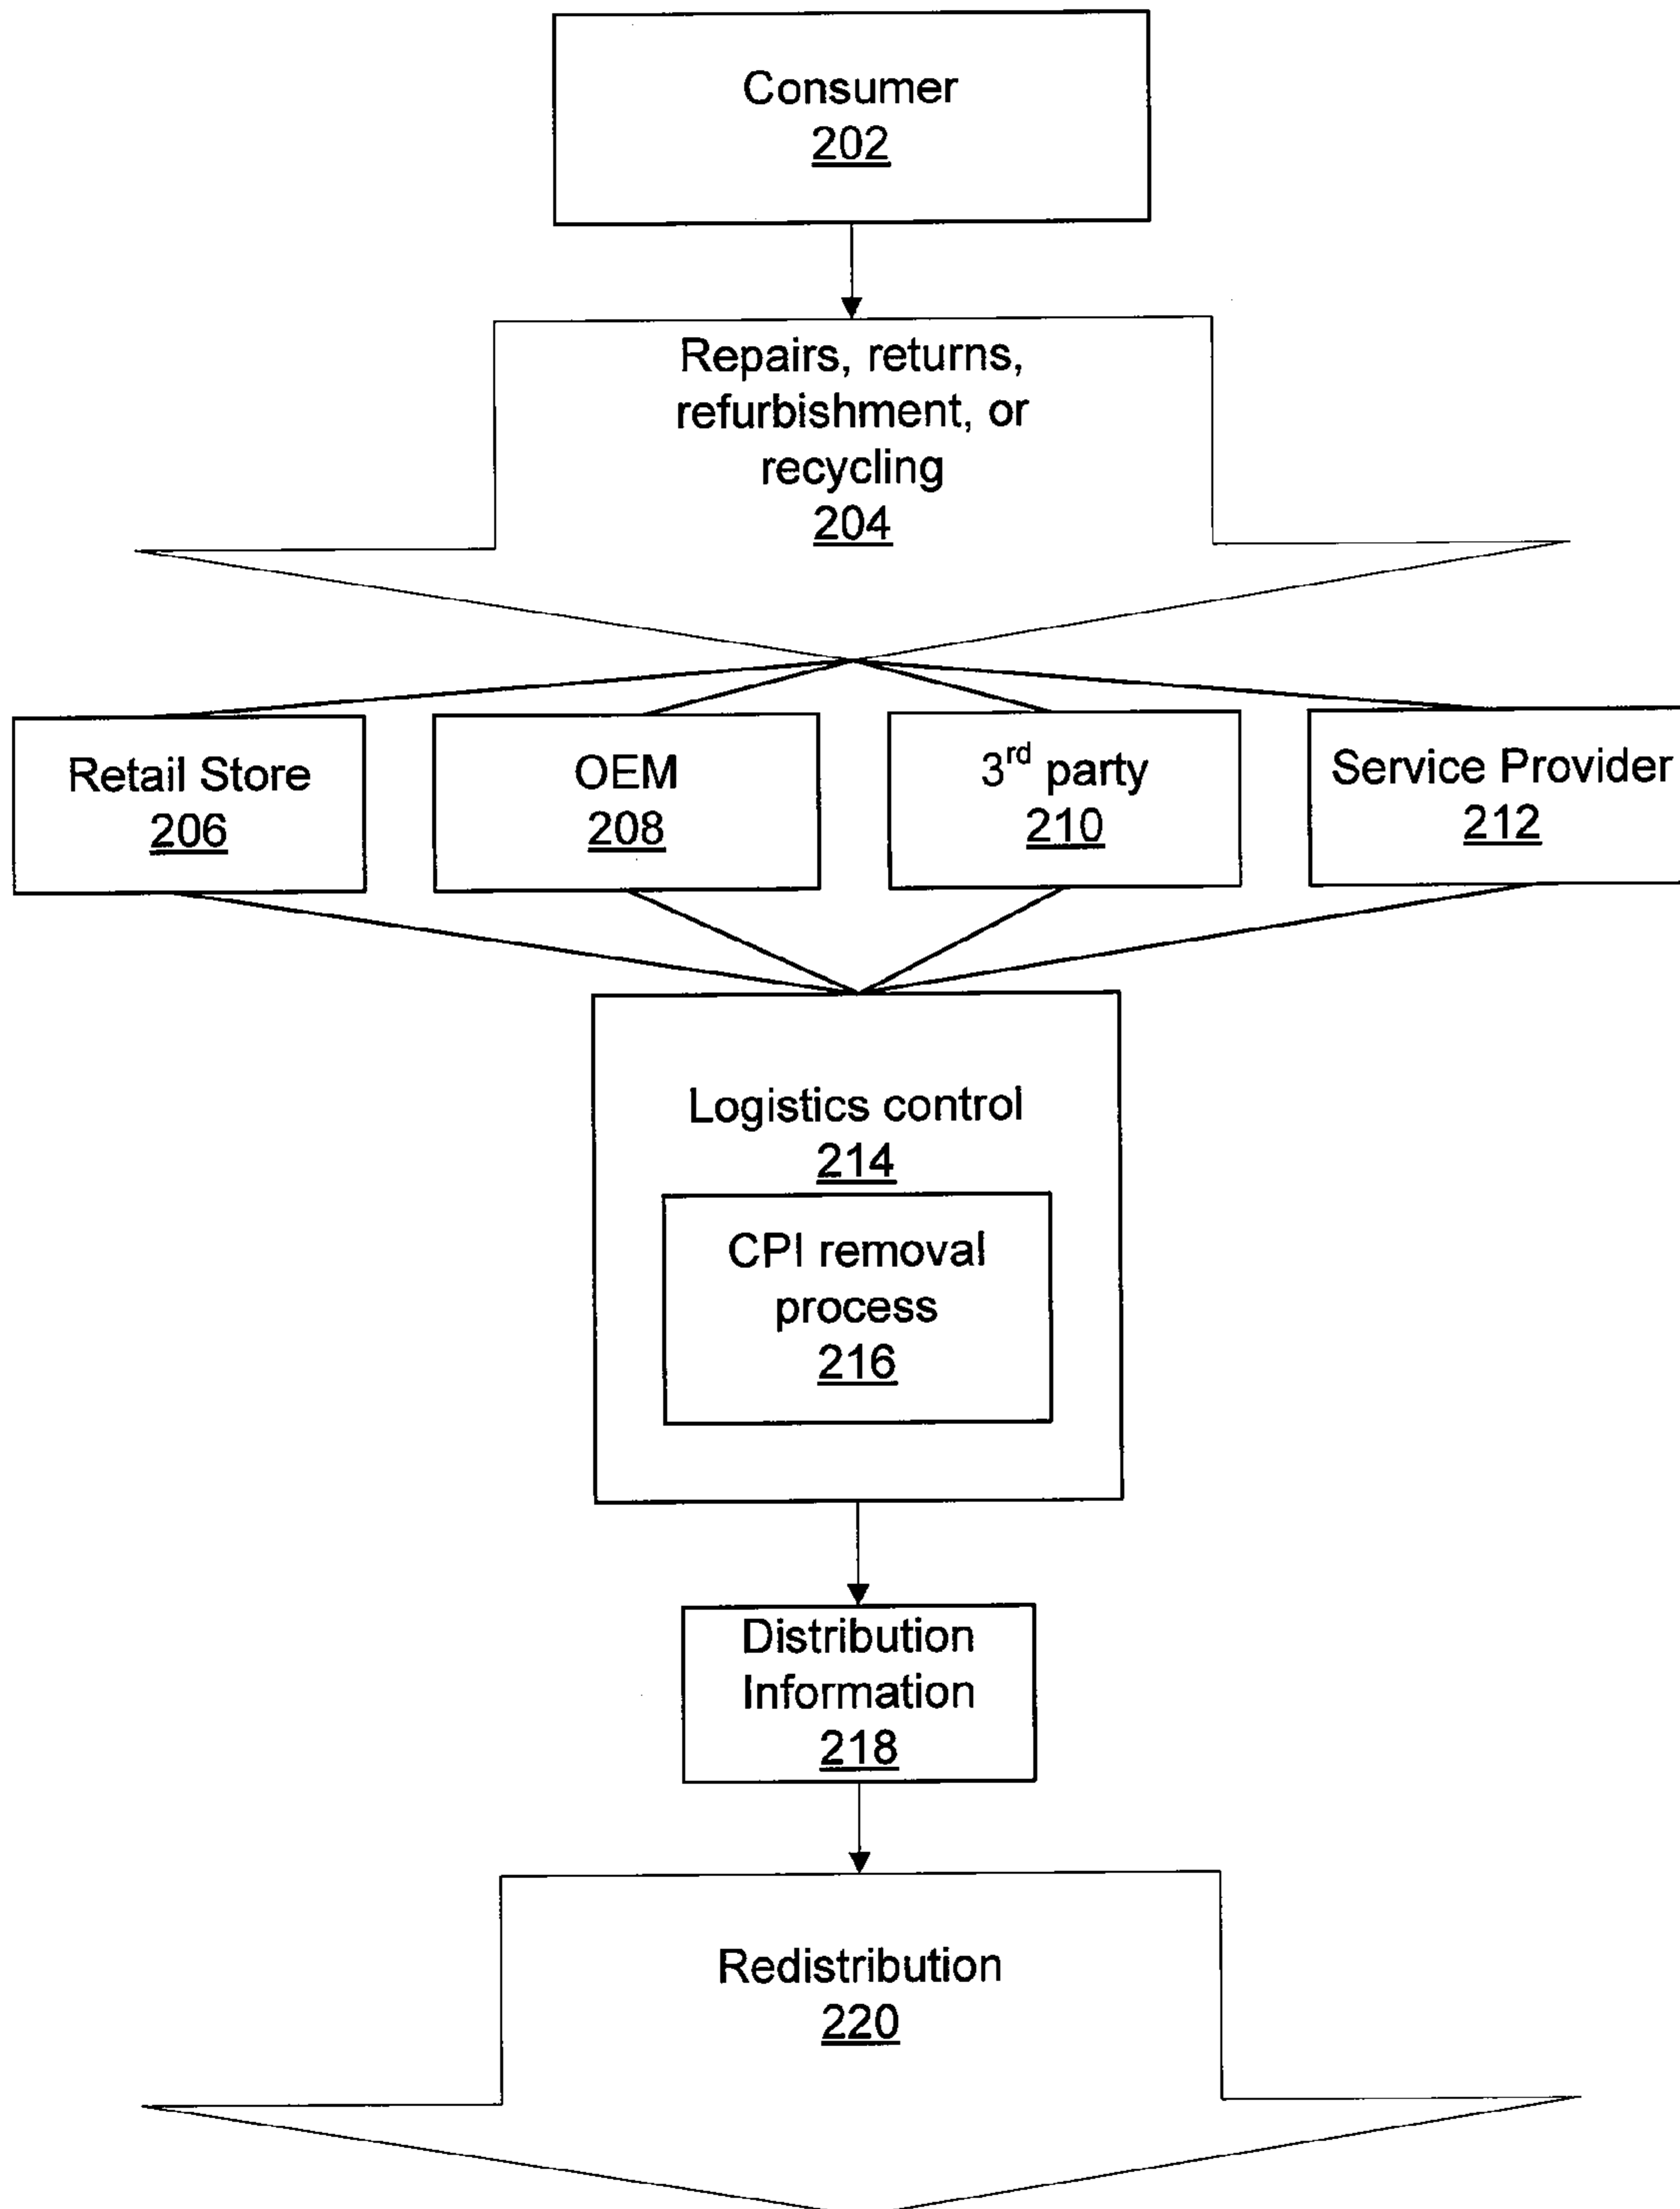 Consumer
202
Repairs, returns,
refurbishment, or
recycling
204
Retail Store
206
OEM
208
3rd party
210
Service Provider
212
Logistics control
214
CPI removal
process
216
Distribution
Information
218
Redistribution
220